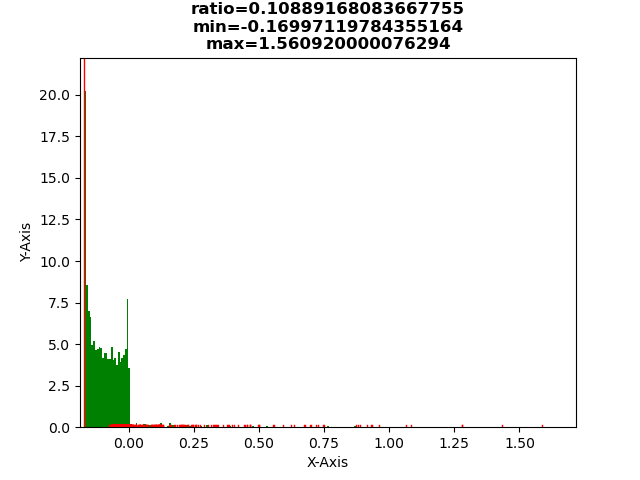 ratio=0.10889168083667755
min=-0.16997119784355164
max=1.560920000076294
Y-Axis
20.0
17.5
15.0
12.5
10.0
7.5
5.0
2.5
0.0
0.00 0.25 0.50 0.75 1.00 1.25 1.50
X-Axis